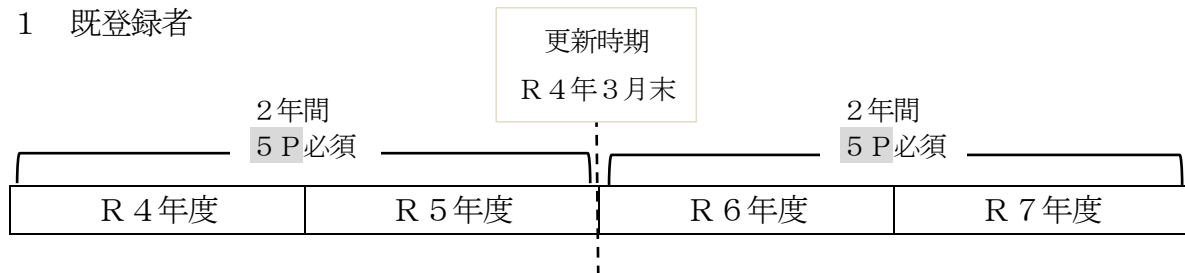 １　既登録者
更新時期
Ｒ４年３月末
２年間
５Ｐ必須
２年間
５Ｐ必須
Ｒ４年度
Ｒ５年度
Ｒ６年度
Ｒ７年度